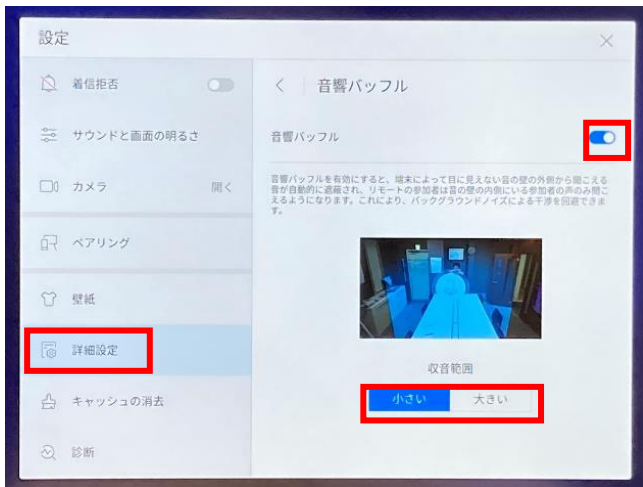 設定
着信拒否
サウンドと画面の明るさ
カメラ 開く
ペアリング
壁紙
詳細設定
キャッシュの消去
診断
音響バッフル
音響バッフル
音響バッフルを有効にすると、端末によって目に見えない音の壁の外側から聞こえる
音が自動的に遮蔽され、リモートの参加者は音の壁の内側にいる参加者の声のみ聞こ
えるようになります。これにより、バックグラウンドノイズによる干渉を回避できま
す。
収音範囲
小さい 大きい